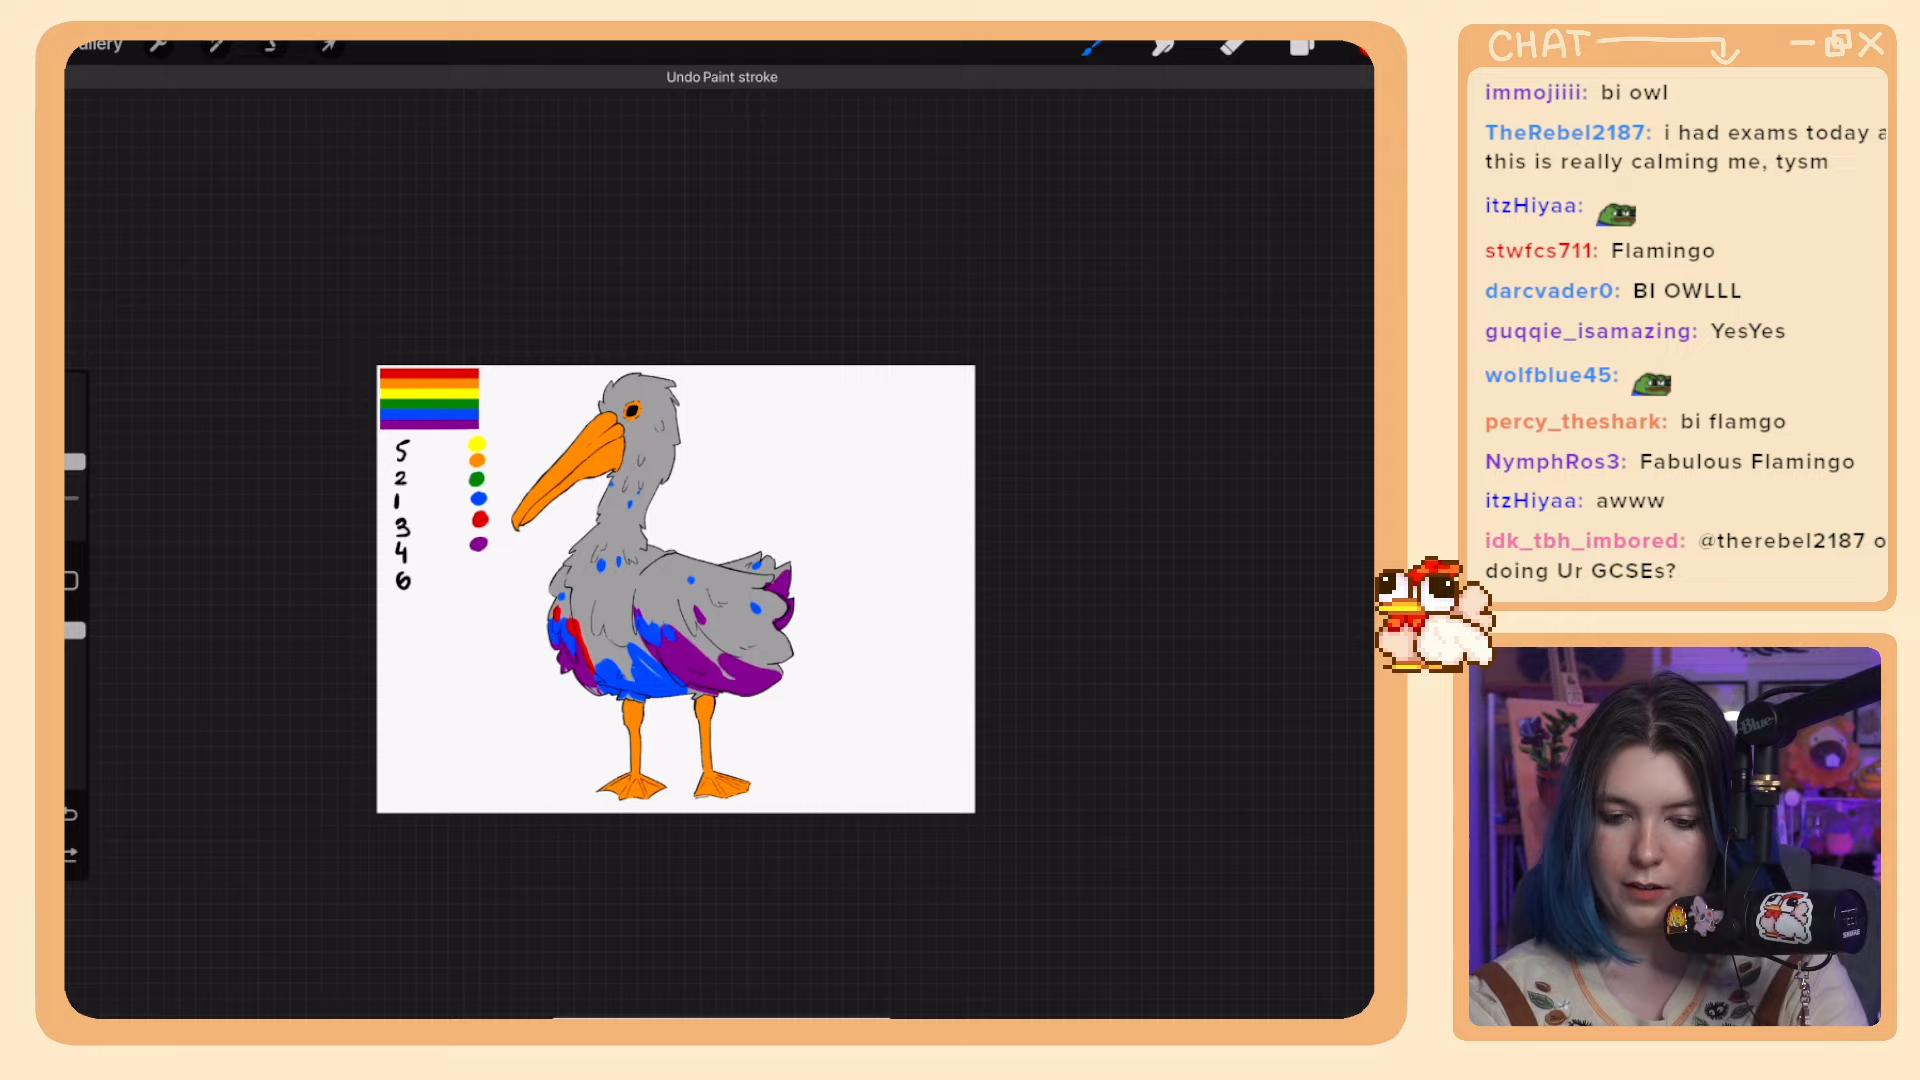 allery
Undo Paint stroke
5
2
1
3
4
6
CHAT
immojiiii: bi owl
TheRebel2187: i had exams today a
this is really calming me, tysm
itzHiyaa:
stwfcs711: Flamingo
darcvader0: BI OWLLL
guqqie_isamazing: YesYes
wolfblue45:
percy_theshark: bi flamgo
NymphRos3: Fabulous Flamingo
itzHiyaa: awww
idk_tbh_imbored: @therebel2187 o
doing Ur GCSEs?
Blue
SHURE